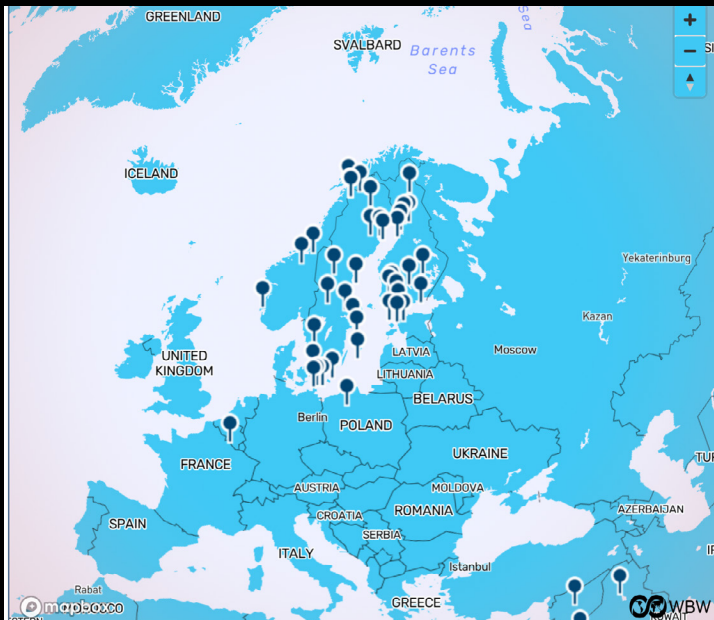 GREENLAND
Sea
SVALBARD
Barents
Sea
ICELAND
Yekaterinburg
Kazan
Moscow
LATVIA
UNITED
KINGDOM
LITHUANIA
BELARUS
Berlin
POLAND
UKRAINE
FRANCE
AUSTRIA
MOLDOVA
CROATIA
ROMANIA
AZERBAIJAN
SPAIN
SERBIA
ITALY
Istanbul
Rabat
GREECE
mapbox
WBW